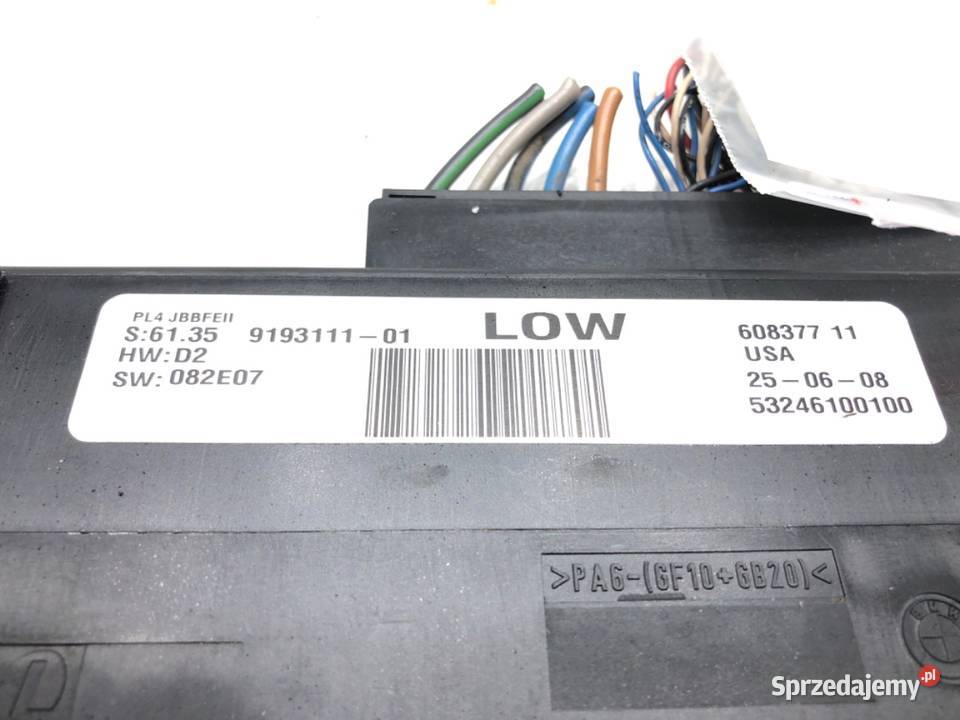 PL4 JBBFEII
S:61.35 9193111-01
HW:D2
SW: 082E07
LOW
608377 11
USA
25-06-08
53246100100
>PA6-(GF10+GB20)<
BMW
Sprzedajemy.pl